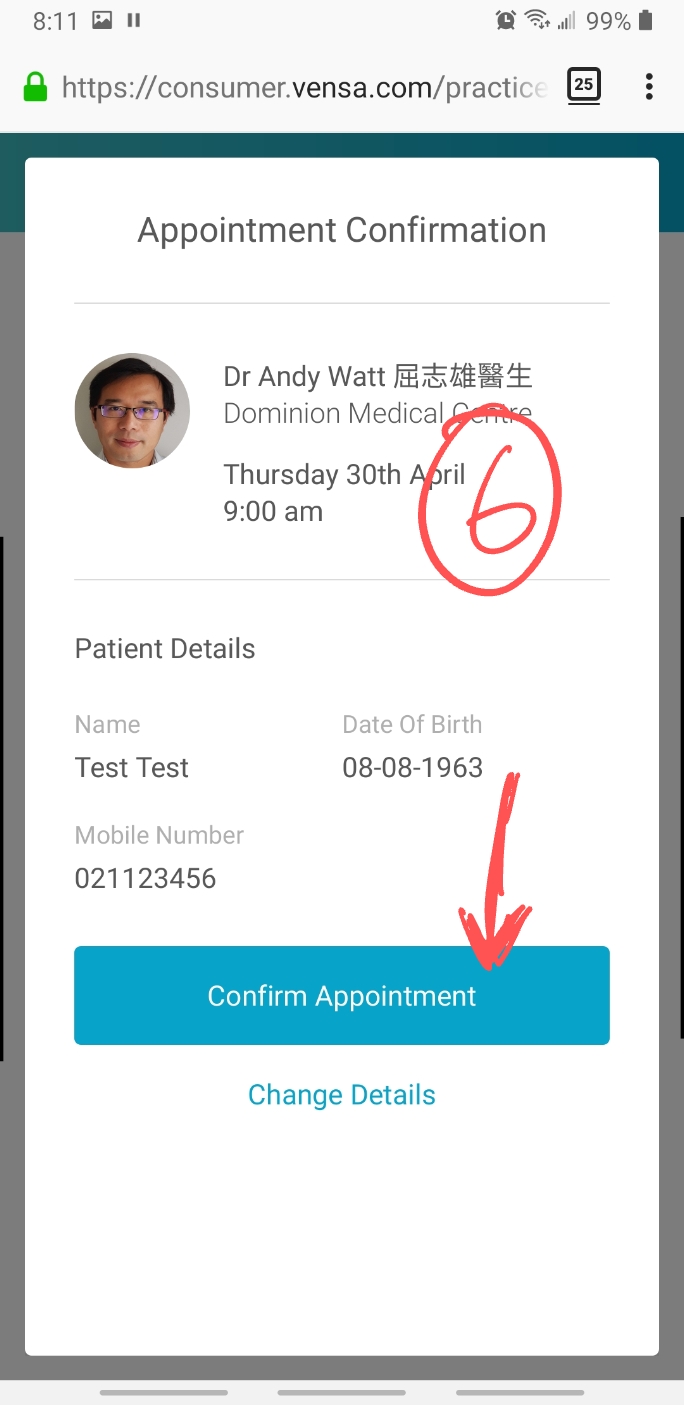 8:11
99%
https://consumer.vensa.com/practice
25
Appointment Confirmation
Dr Andy Watt 屈志雄醫生
Dominion Medical Centre
Thursday 30th April
9:00 am
6
Patient Details
Name
Date Of Birth
Test Test
08-08-1963
Mobile Number
021123456
Confirm Appointment
Change Details